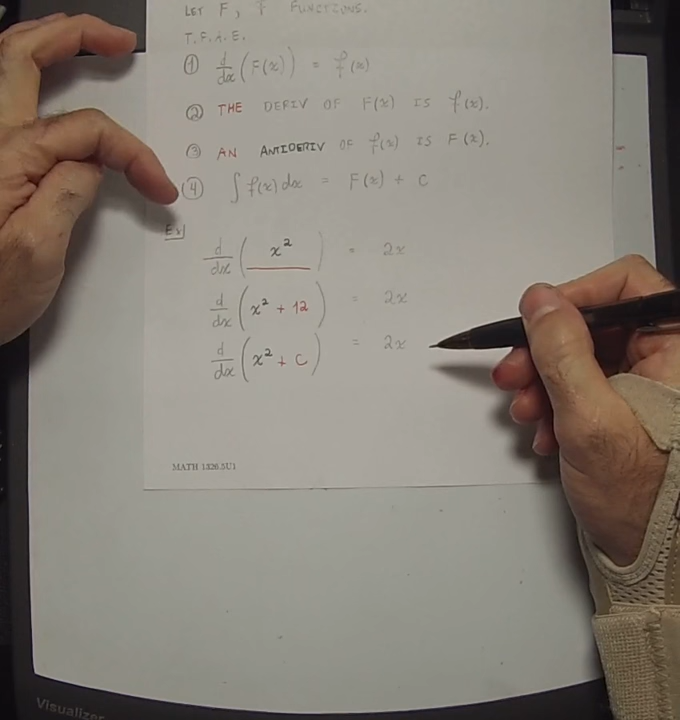 LET F, f FUNCTIONS.
T.F.A.E.
① d/dx (F(x)) = f(x)
② THE DERIV OF F(x) IS f(x).
③ AN ANTIDERIV OF f(x) IS F(x).
④ ∫ f(x) dx = F(x) + C
Ex
d/dx ( x² ) = 2x
d/dx ( x² + 12 ) = 2x
d/dx ( x² + C ) = 2x
MATH 1326.5U1
Visualizer